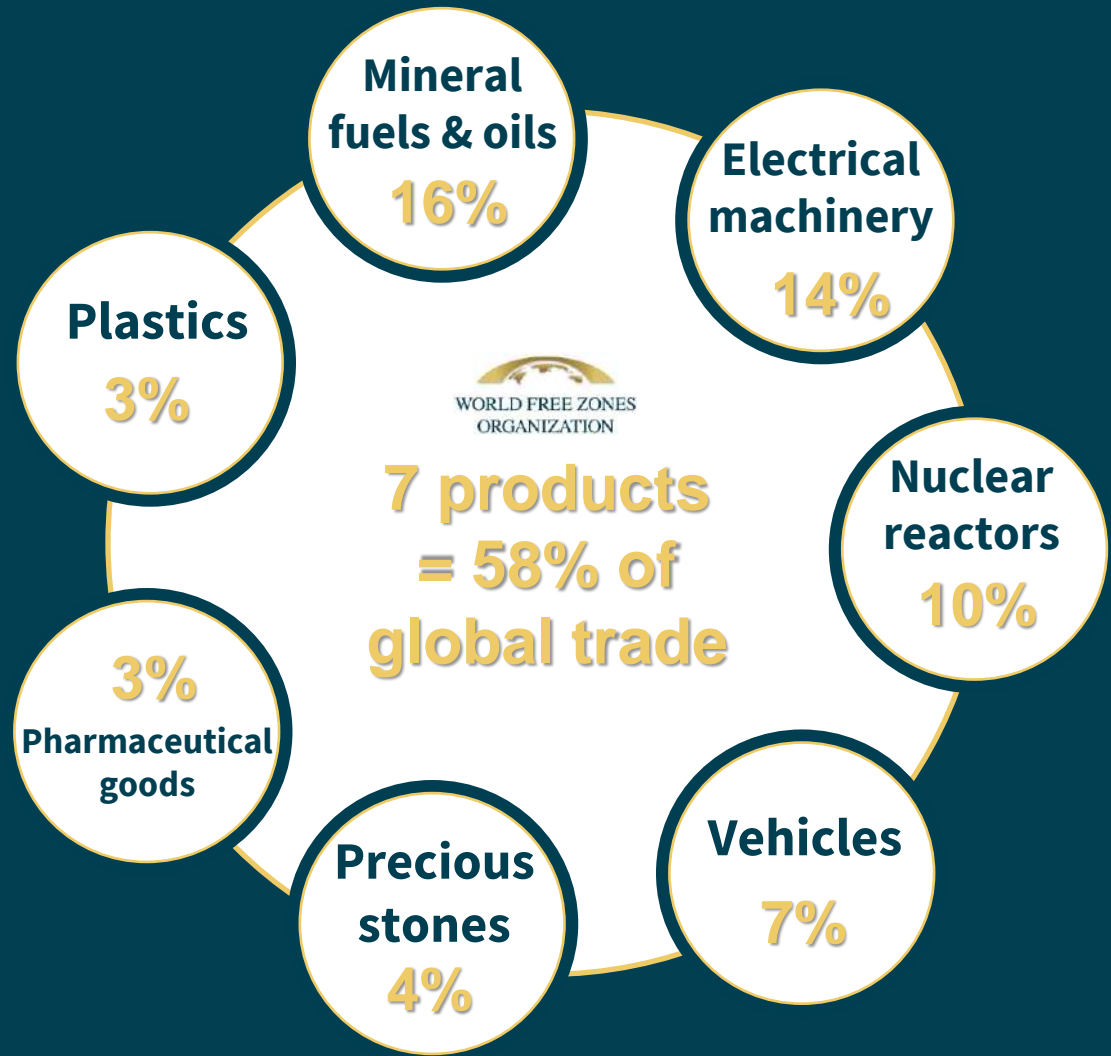 Mineral
fuels & oils
16%
Electrical
machinery
14%
Nuclear
reactors
10%
Vehicles
7%
Precious
stones
4%
3%
Pharmaceutical
goods
Plastics
3%
WORLD FREE ZONES
ORGANIZATION
7 products
= 58% of
global trade